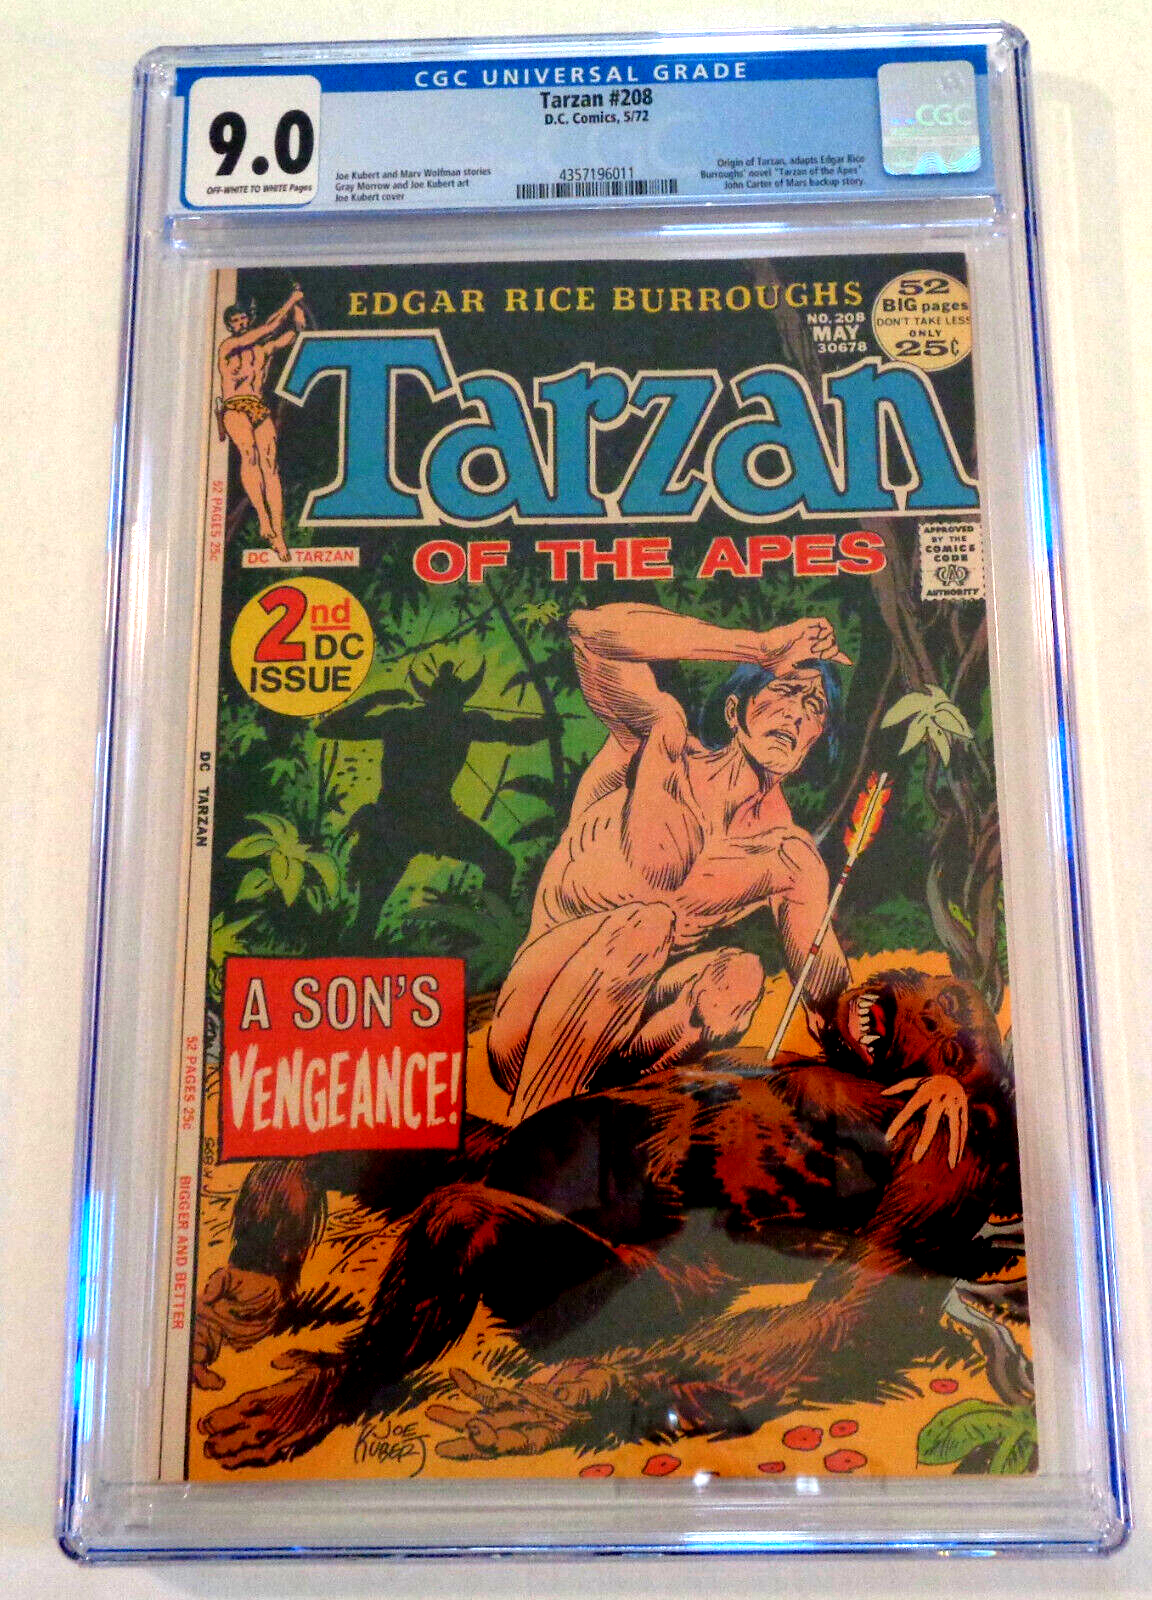 CGC UNIVERSAL GRADE
9.0
OFF-WHITE TO WHITE Pages
Tarzan #208
D.C. Comics, 5/72
Joe Kubert and Marv Wolfman stories
Gray Morrow and Joe Kubert art
Joe Kubert cover
4357196011
Origin of Tarzan, adapts Edgar Rice
Burroughs' novel "Tarzan of the Apes".
John Carter of Mars backup story.
CGC
EDGAR RICE BURROUGHS
NO. 208
MAY
30678
52
BIG pages
DON'T TAKE LESS
ONLY
25¢
Tarzan
OF THE APES
APPROVED
BY THE
COMICS
CODE
CA
AUTHORITY
DC TARZAN
2nd
DC
ISSUE
52 PAGES 25¢
DC TARZAN
52 PAGES 25¢
BIGGER AND BETTER
A SON'S
VENGEANCE!
JOE
KUBERT